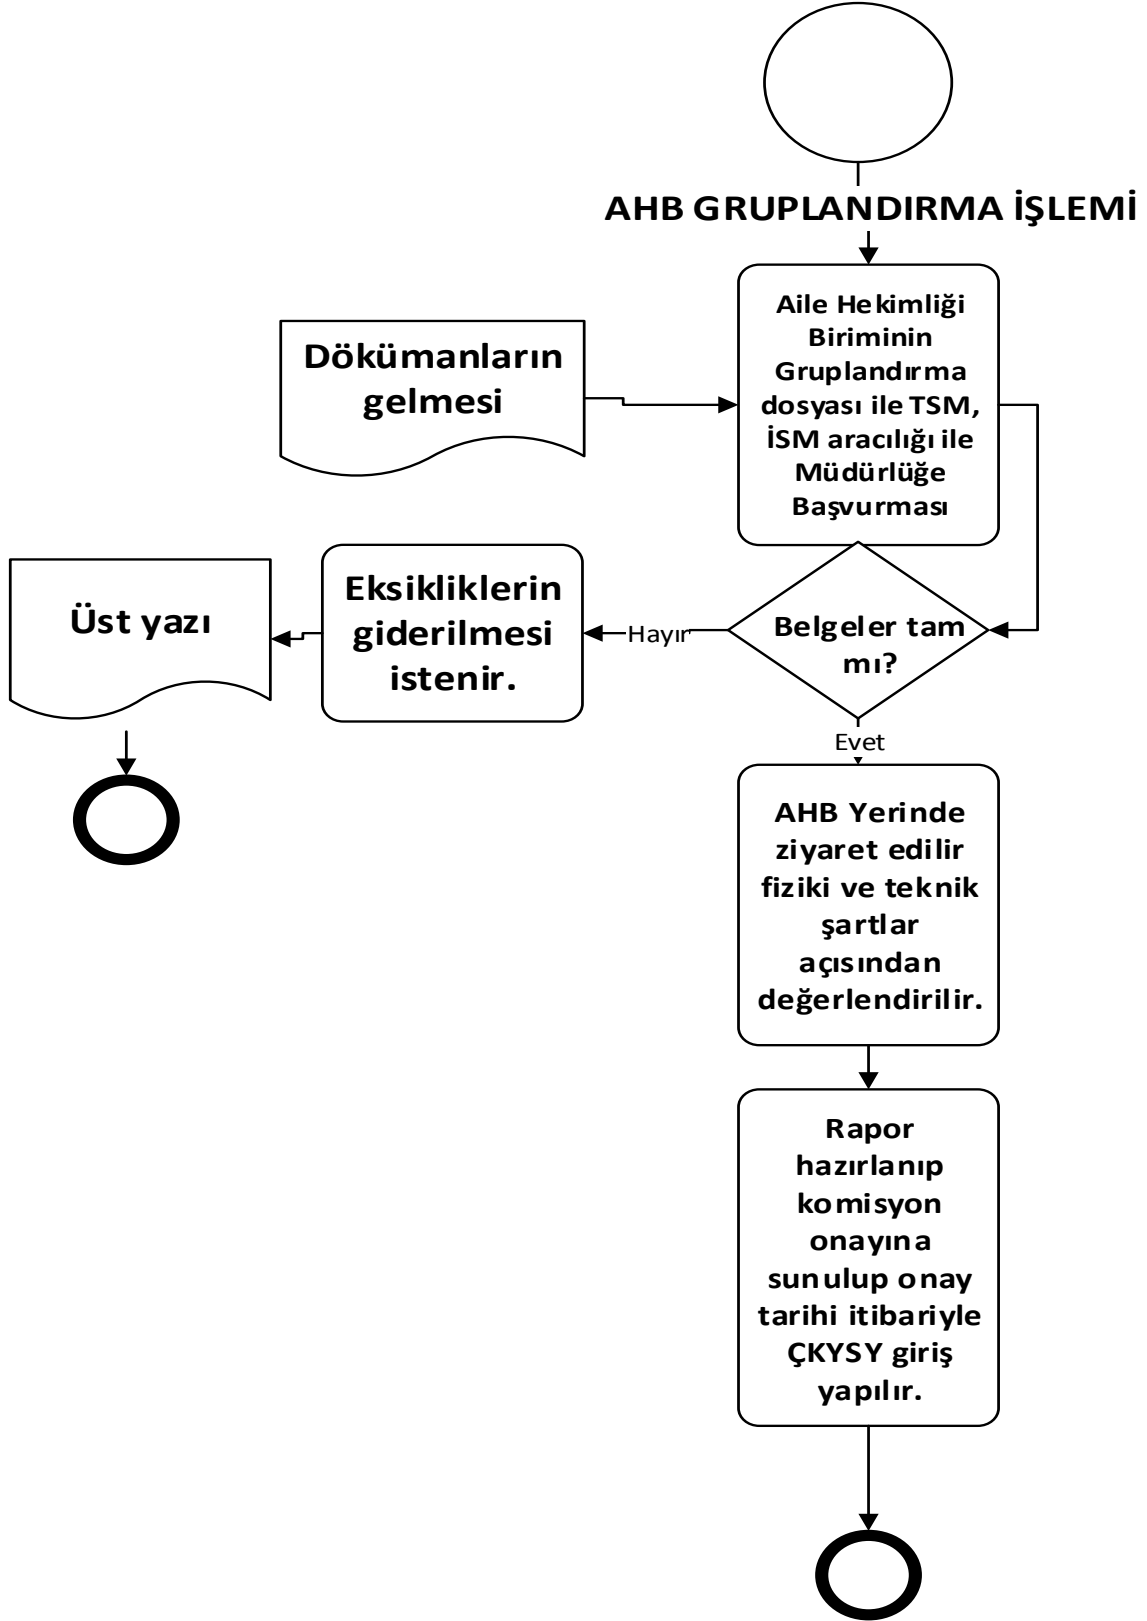 AHB GRUPLANDIRMA İŞLEMİ
Aile Hekimliği
Biriminin
Gruplandırma
dosyası ile TSM,
İSM aracılığı ile
Müdürlüğe
Başvurması
Dökümanların
gelmesi
Belgeler tam
mı?
Hayır
Eksikliklerin
giderilmesi
istenir.
Üst yazı
Evet
AHB Yerinde
ziyaret edilir
fiziki ve teknik
şartlar
açısından
değerlendirilir.
Rapor
hazırlanıp
komisyon
onayına
sunulup onay
tarihi itibariyle
ÇKYSY giriş
yapılır.